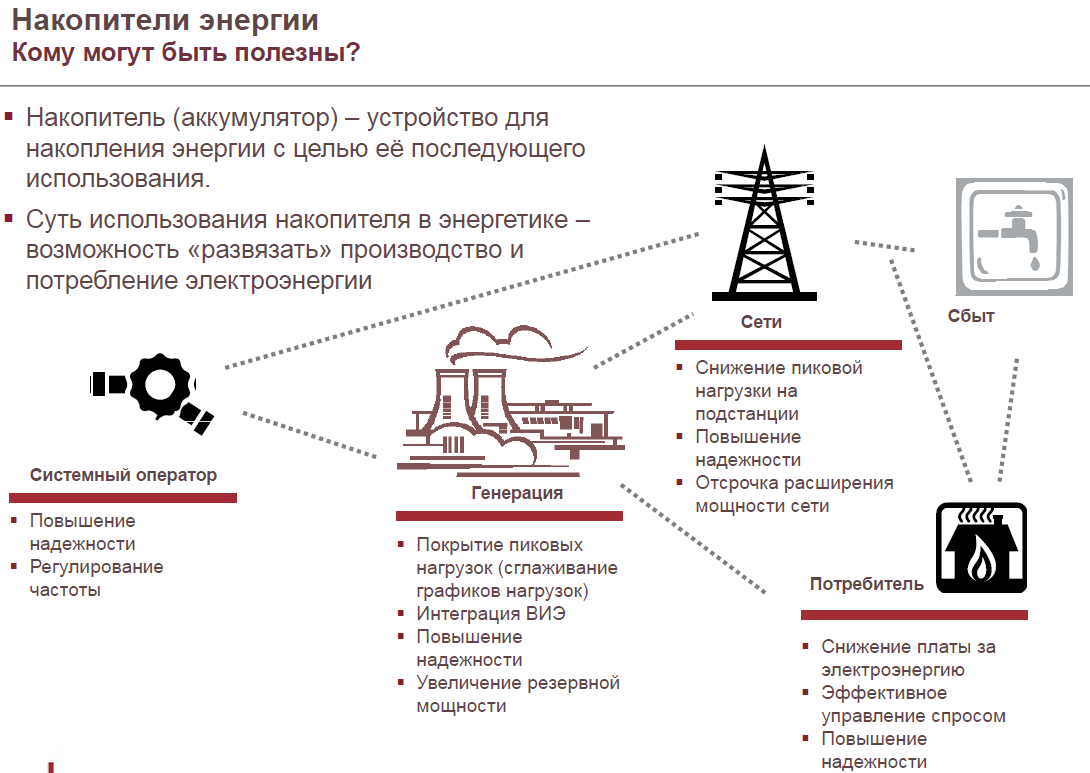 Накопители энергии
Кому могут быть полезны?
▪ Накопитель (аккумулятор) – устройство для
накопления энергии с целью её последующего
использования.
▪ Суть использования накопителя в энергетике –
возможность «развязать» производство и
потребление электроэнергии
Системный оператор
▪ Повышение
надежности
▪ Регулирование
частоты
Генерация
▪ Покрытие пиковых
нагрузок (сглаживание
графиков нагрузок)
▪ Интеграция ВИЭ
▪ Повышение
надежности
▪ Увеличение резервной
мощности
Сети
▪ Снижение пиковой
нагрузки на
подстанции
▪ Повышение
надежности
▪ Отсрочка расширения
мощности сети
Сбыт
Потребитель
▪ Снижение платы за
электроэнергию
▪ Эффективное
управление спросом
▪ Повышение
надежности